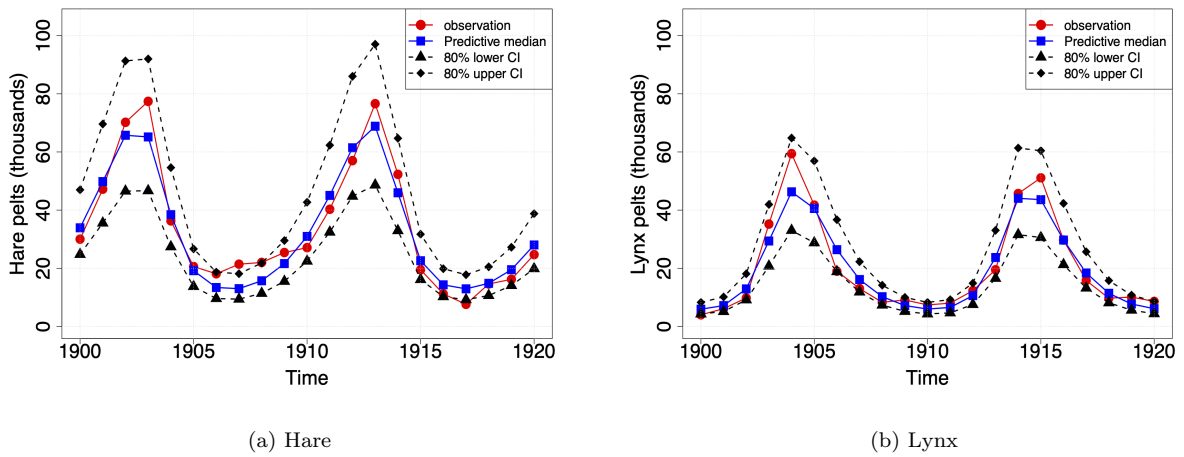 Hare pelts (thousands)
100
80
60
40
20
0
observation
Predictive median
80% lower CI
80% upper CI
1900
1905
1910
1915
1920
Time
(a) Hare
Lynx pelts (thousands)
100
80
60
40
20
0
observation
Predictive median
80% lower CI
80% upper CI
1900
1905
1910
1915
1920
Time
(b) Lynx